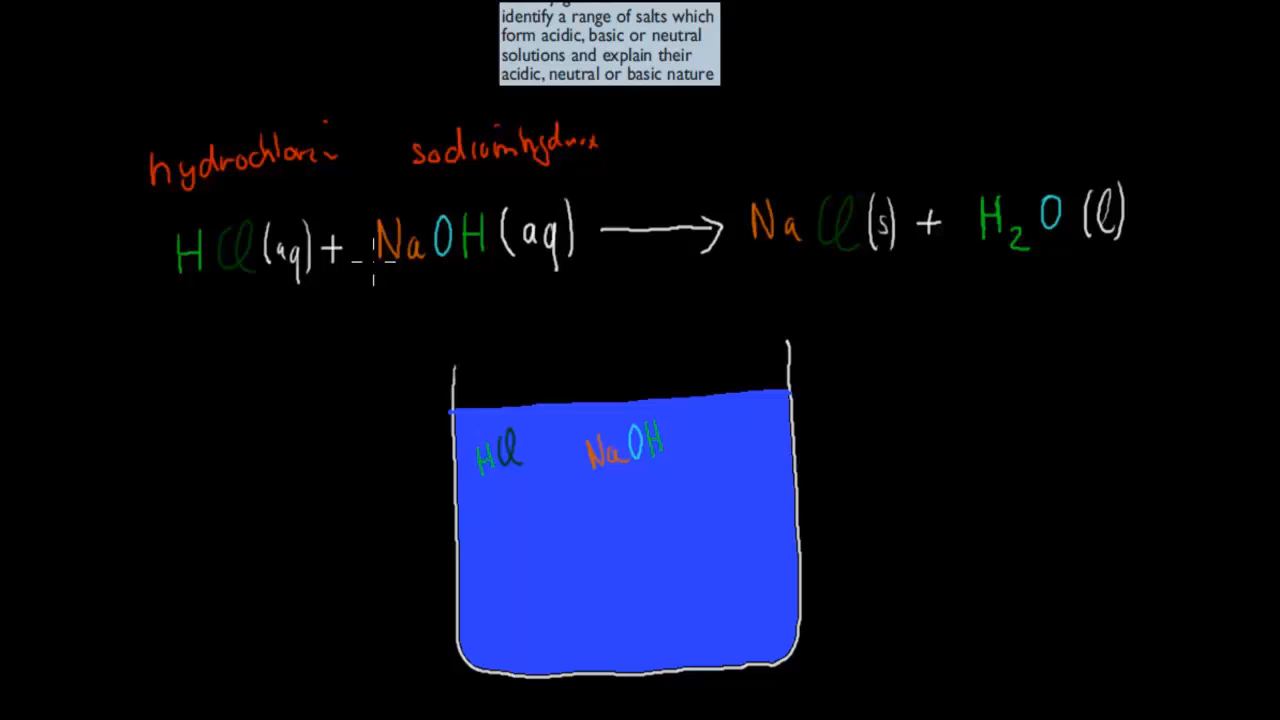 identify a range of salts which
form acidic, basic or neutral
solutions and explain their
acidic, neutral or basic nature
HCl(aq) + NaOH(aq) → NaCl(s) + H₂O(l)
HCl NaOH